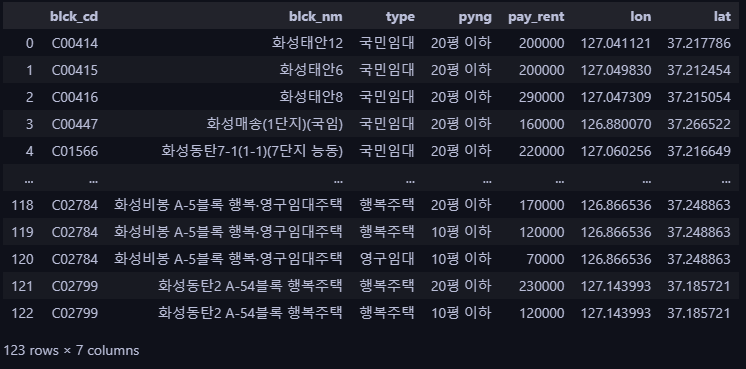 blck_cd blck_nm type pyng pay_rent lon lat
0 C00414 화성태안12 국민임대 20평 이하 200000 127.041121 37.217786
1 C00415 화성태안6 국민임대 20평 이하 200000 127.049830 37.212454
2 C00416 화성태안8 국민임대 20평 이하 290000 127.047309 37.215054
3 C00447 화성매송(1단지)(국임) 국민임대 20평 이하 160000 126.880070 37.266522
4 C01566 화성동탄7-1(1-1)(7단지 능동) 국민임대 20평 이하 220000 127.060256 37.216649
... ... ... ... ... ... ... ...
118 C02784 화성비봉 A-5블록 행복·영구임대주택 행복주택 20평 이하 170000 126.866536 37.248863
119 C02784 화성비봉 A-5블록 행복·영구임대주택 행복주택 10평 이하 120000 126.866536 37.248863
120 C02784 화성비봉 A-5블록 행복·영구임대주택 영구임대 10평 이하 70000 126.866536 37.248863
121 C02799 화성동탄2 A-54블록 행복주택 행복주택 20평 이하 230000 127.143993 37.185721
122 C02799 화성동탄2 A-54블록 행복주택 행복주택 10평 이하 120000 127.143993 37.185721
123 rows × 7 columns